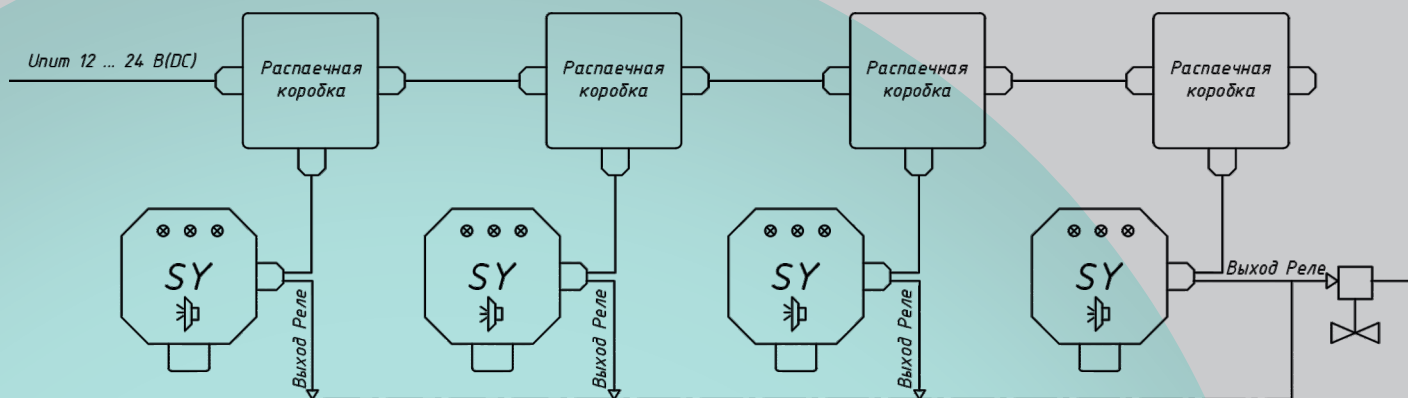 Uпит 12 ... 24 В(DC)
Распаечная
коробка
Распаечная
коробка
Распаечная
коробка
Распаечная
коробка
SY
Выход Реле
SY
Выход Реле
SY
Выход Реле
SY
Выход Реле